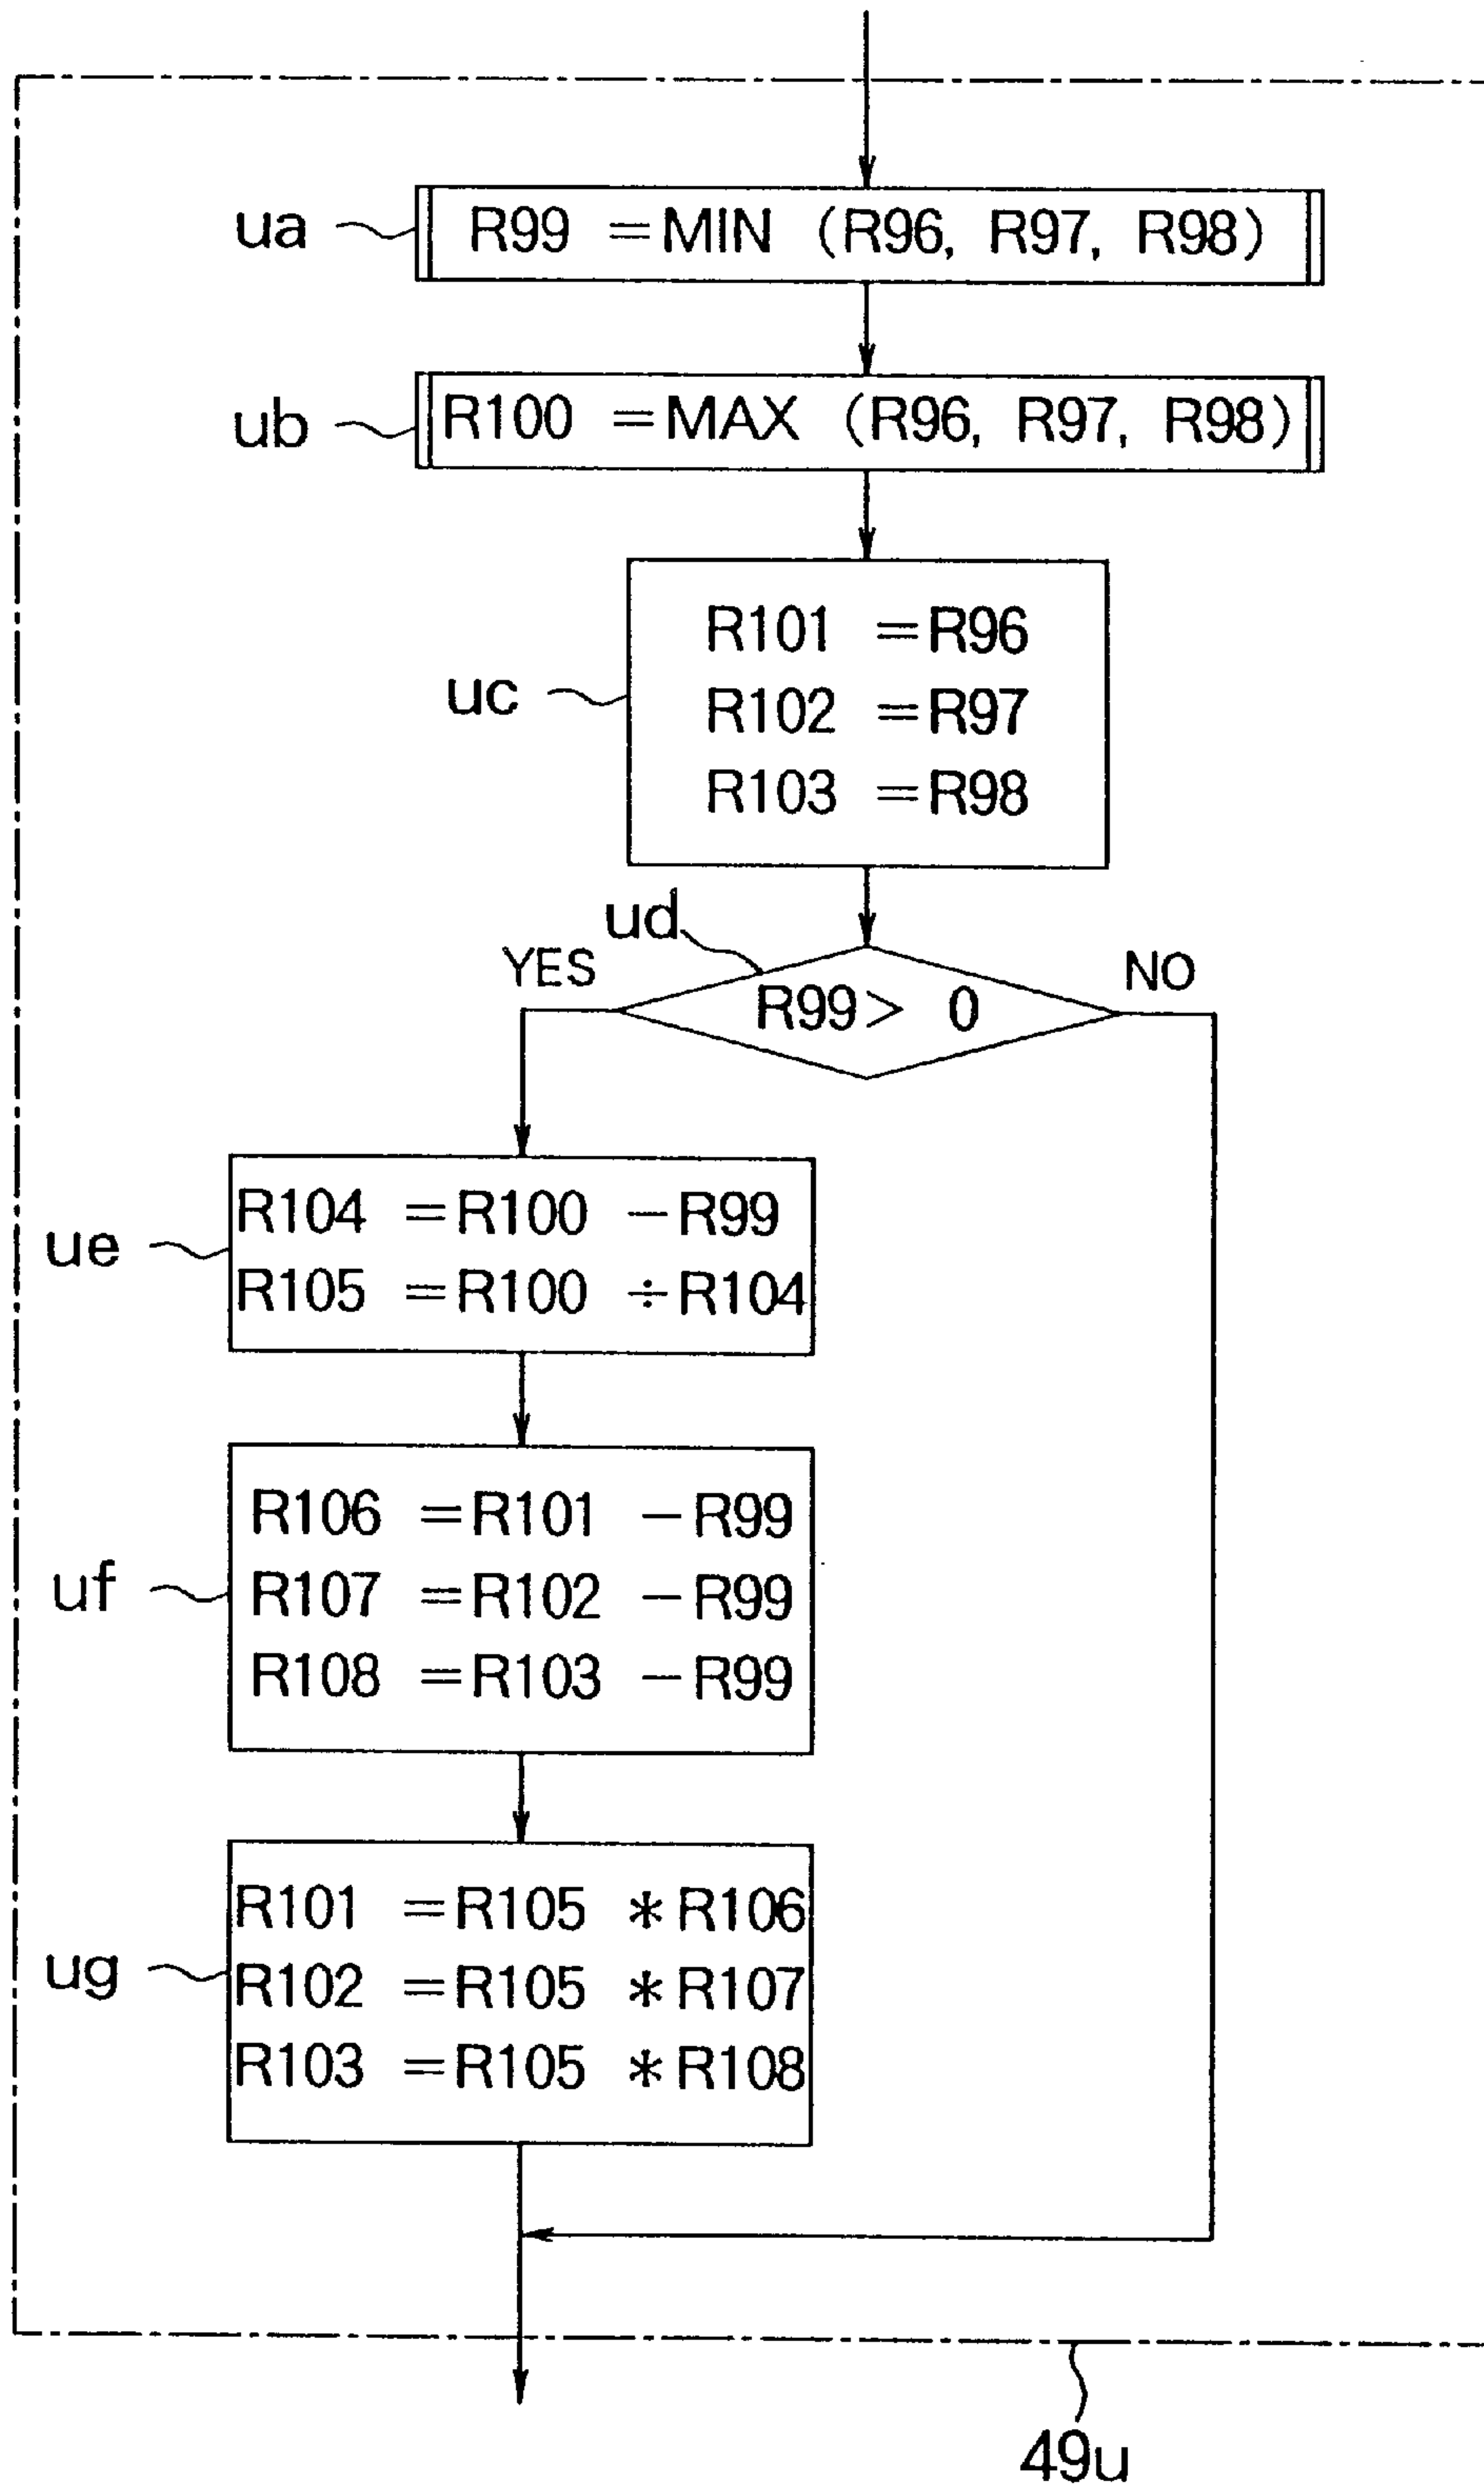 ua
R99 =MIN (R96, R97, R98)
ub
R100 =MAX (R96, R97, R98)
uc
R101 =R96
R102 =R97
R103 =R98
ud
YES
R99> 0
NO
ue
R104 =R100 -R99
R105 =R100 ÷R104
uf
R106 =R101 -R99
R107 =R102 -R99
R108 =R103 -R99
ug
R101 =R105 *R106
R102 =R105 *R107
R103 =R105 *R108
49u